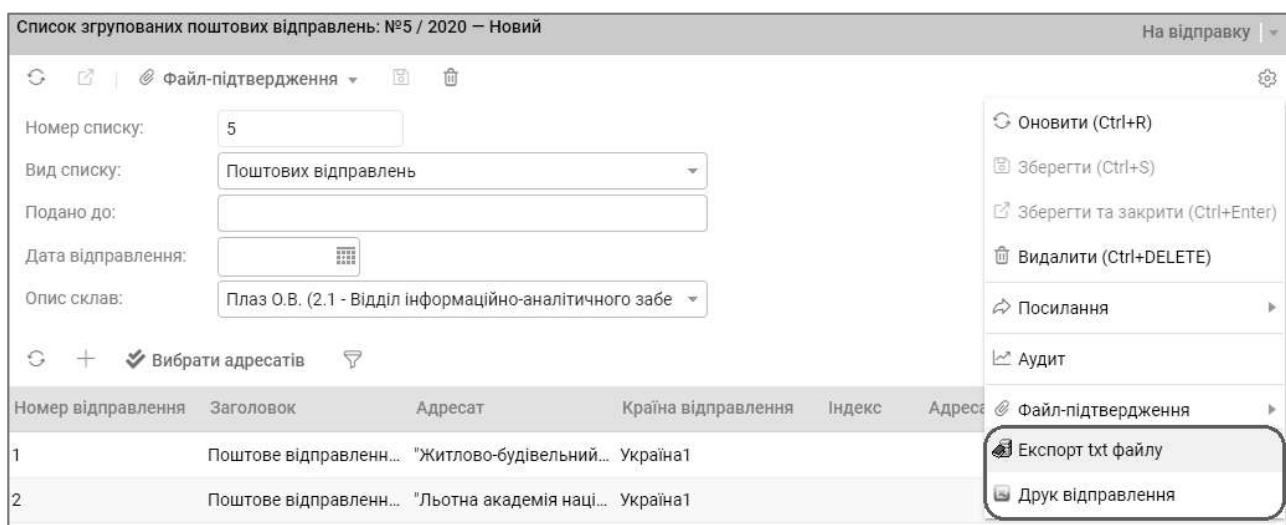 Список згрупованих поштових відправлень: №5 / 2020 — Новий
На відправку
Файл-підтвердження
Номер списку: 5
Вид списку: Поштових відправлень
Подано до:
Дата відправлення:
Опис склав: Плаз О.В. (2.1 - Відділ інформаційно-аналітичного забе
Вибрати адресатів
Номер відправлення Заголовок Адресат Країна відправлення Індекс Адреса
1 Поштове відправленн... "Житлово-будівельний... Україна1
2 Поштове відправленн... "Льотна академія наці... Україна1
Оновити (Ctrl+R)
Зберегти (Ctrl+S)
Зберегти та закрити (Ctrl+Enter)
Видалити (Ctrl+DELETE)
Посилання
Аудит
Файл-підтвердження
Експорт txt файлу
Друк відправлення